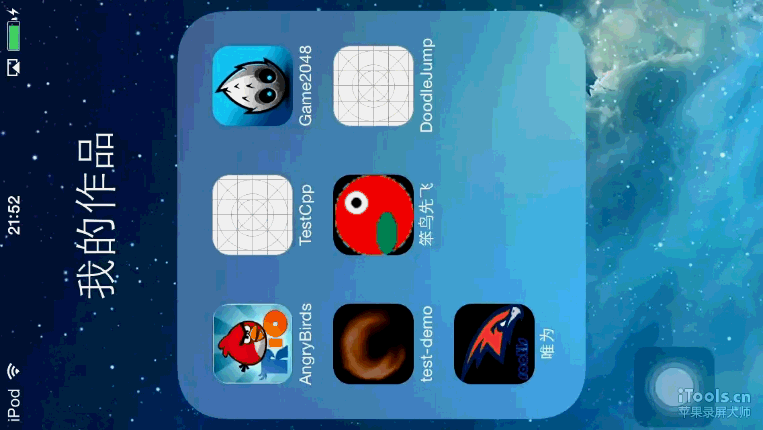 iPod 21:52
我的作品
AngryBirds TestCpp Game2048
test-demo 笨鸟先飞 DoodleJump
唯为
RIO
iTools.cn
苹果录屏大师